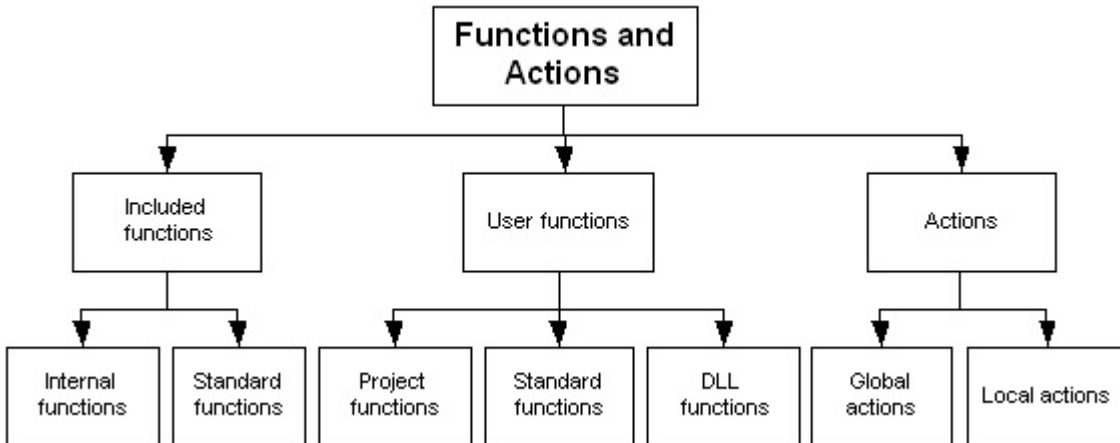 Functions and
Actions
Included
functions
User functions
Actions
Internal
functions
Standard
functions
Project
functions
Standard
functions
DLL
functions
Global
actions
Local actions